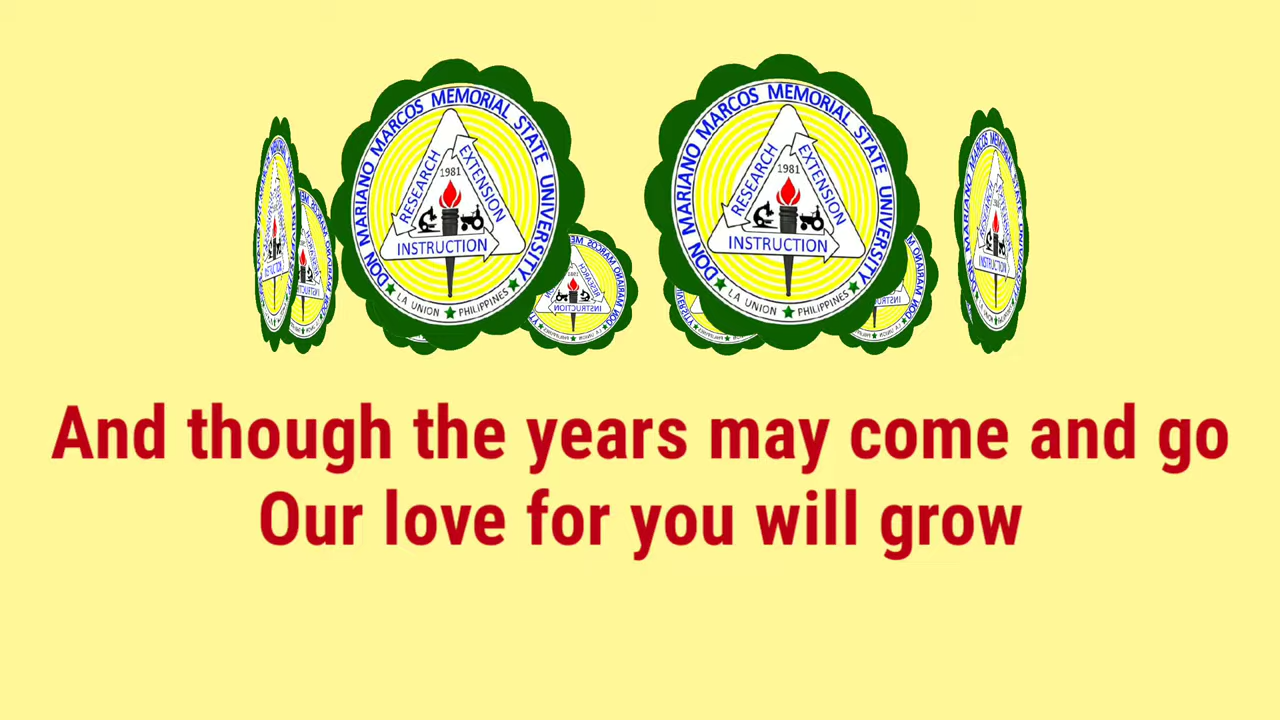 DON MARIANO MARCOS MEMORIAL STATE UNIVERSITY
1981
RESEARCH
EXTENSION
INSTRUCTION
LA UNION ★ PHILIPPINES
DON MARIANO MARCOS MEMORIAL STATE UNIVERSITY
1981
RESEARCH
EXTENSION
INSTRUCTION
LA UNION ★ PHILIPPINES
And though the years may come and go
Our love for you will grow